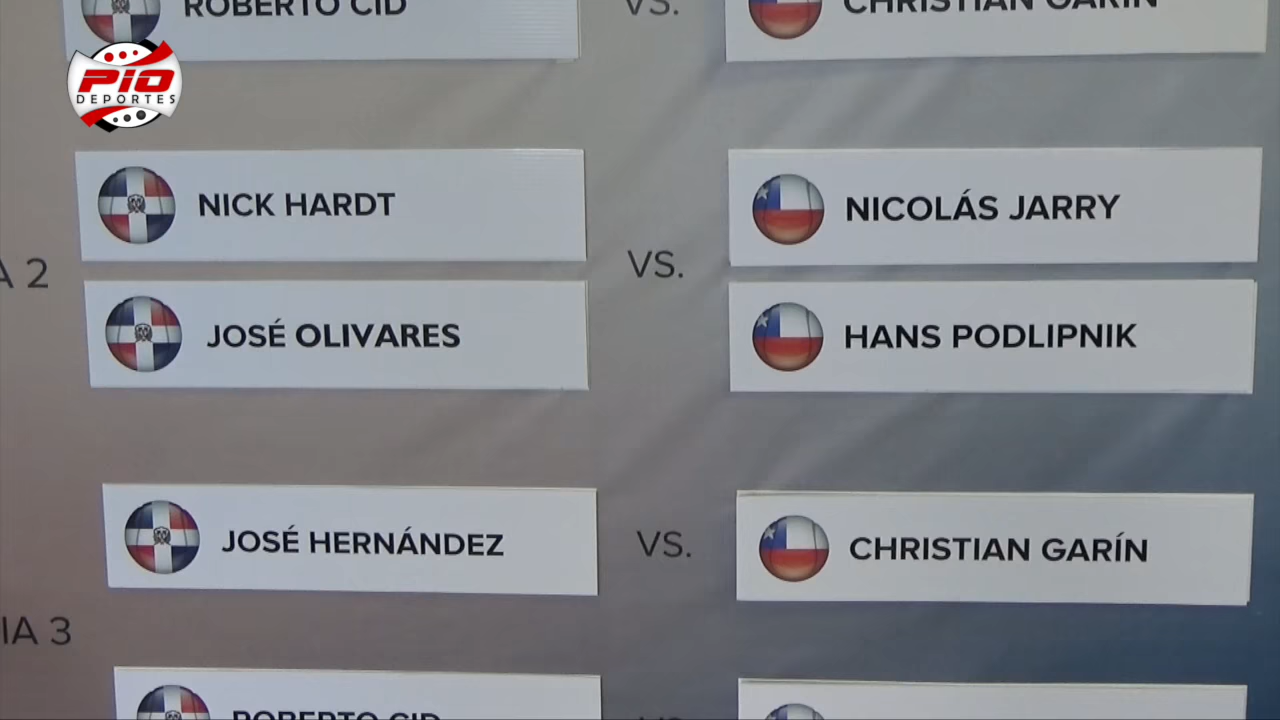 ROBERTO CID VS. CHRISTIAN GARÍN
PIO
DEPORTES
NICK HARDT
NICOLÁS JARRY
A 2
VS.
JOSÉ OLIVARES
HANS PODLIPNIK
JOSÉ HERNÁNDEZ VS. CHRISTIAN GARÍN
IA 3
ROBERTO CID